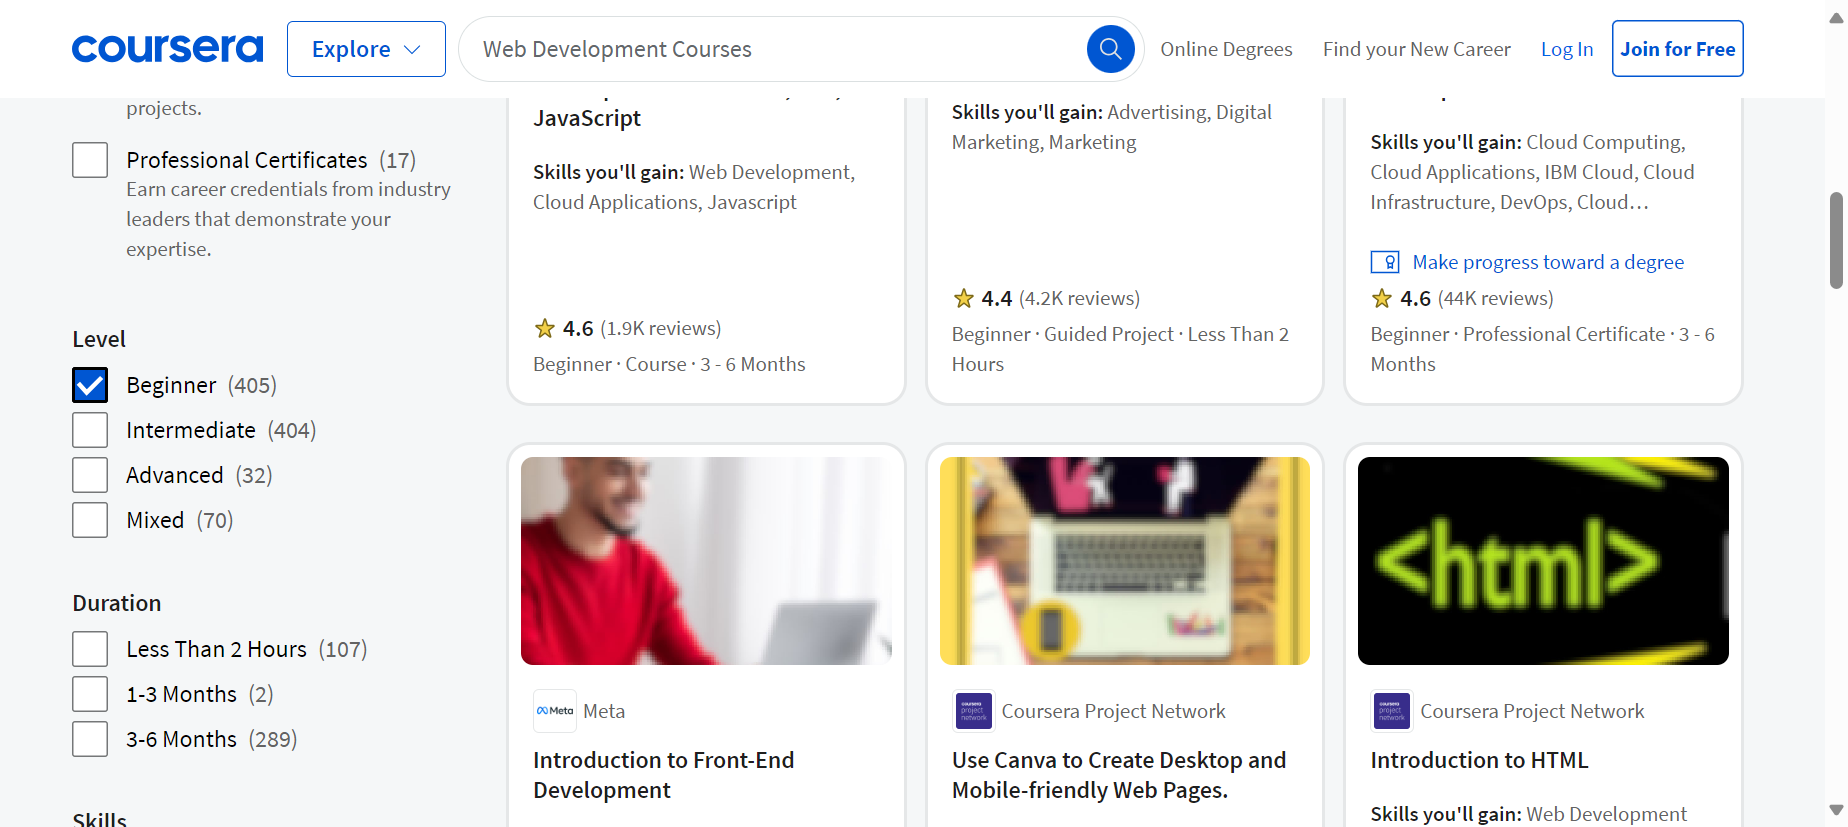 coursera
Explore
Web Development Courses
Online Degrees
Find your New Career
Log In
Join for Free
projects.
Professional Certificates (17)
Earn career credentials from industry
leaders that demonstrate your
expertise.
Level
Beginner (405)
Intermediate (404)
Advanced (32)
Mixed (70)
Duration
Less Than 2 Hours (107)
1-3 Months (2)
3-6 Months (289)
Skills
JavaScript
Skills you'll gain: Web Development,
Cloud Applications, Javascript
4.6 (1.9K reviews)
Beginner · Course · 3 - 6 Months
Skills you'll gain: Advertising, Digital
Marketing, Marketing
4.4 (4.2K reviews)
Beginner · Guided Project · Less Than 2
Hours
Skills you'll gain: Cloud Computing,
Cloud Applications, IBM Cloud, Cloud
Infrastructure, DevOps, Cloud…
Make progress toward a degree
4.6 (44K reviews)
Beginner · Professional Certificate · 3 - 6
Months
Meta
Meta
Introduction to Front-End
Development
coursera
project
network
Coursera Project Network
Use Canva to Create Desktop and
Mobile-friendly Web Pages.
<html>
coursera
project
network
Coursera Project Network
Introduction to HTML
Skills you'll gain: Web Development